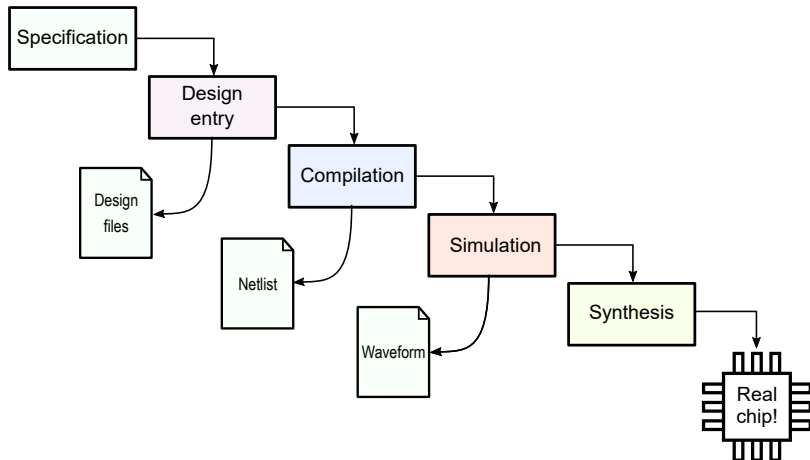 Specification
Design
entry
Design
files
Compilation
Netlist
Simulation
Waveform
Synthesis
Real
chip!